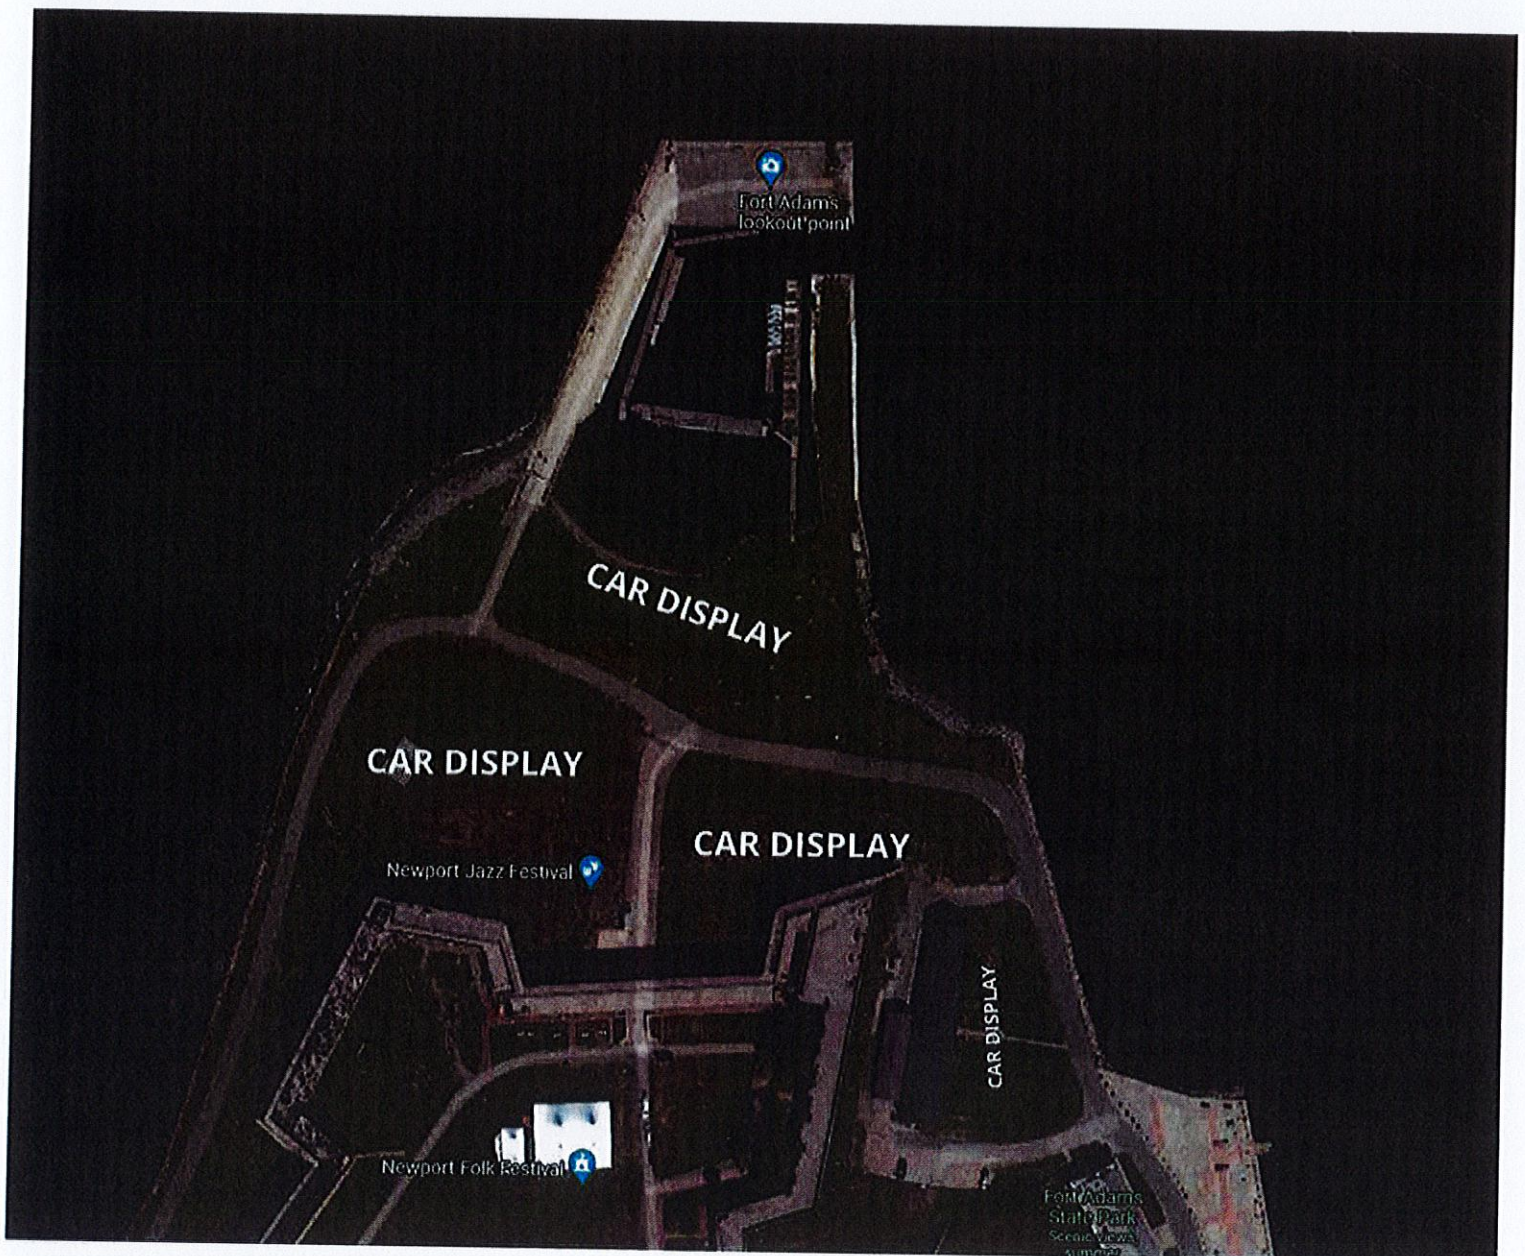 Fort Adams
lookout point
CAR DISPLAY
CAR DISPLAY
CAR DISPLAY
Newport Jazz Festival
CAR DISPLAY
Newport Folk Festival
Fort Adams
State Park
Scenic views,
summer